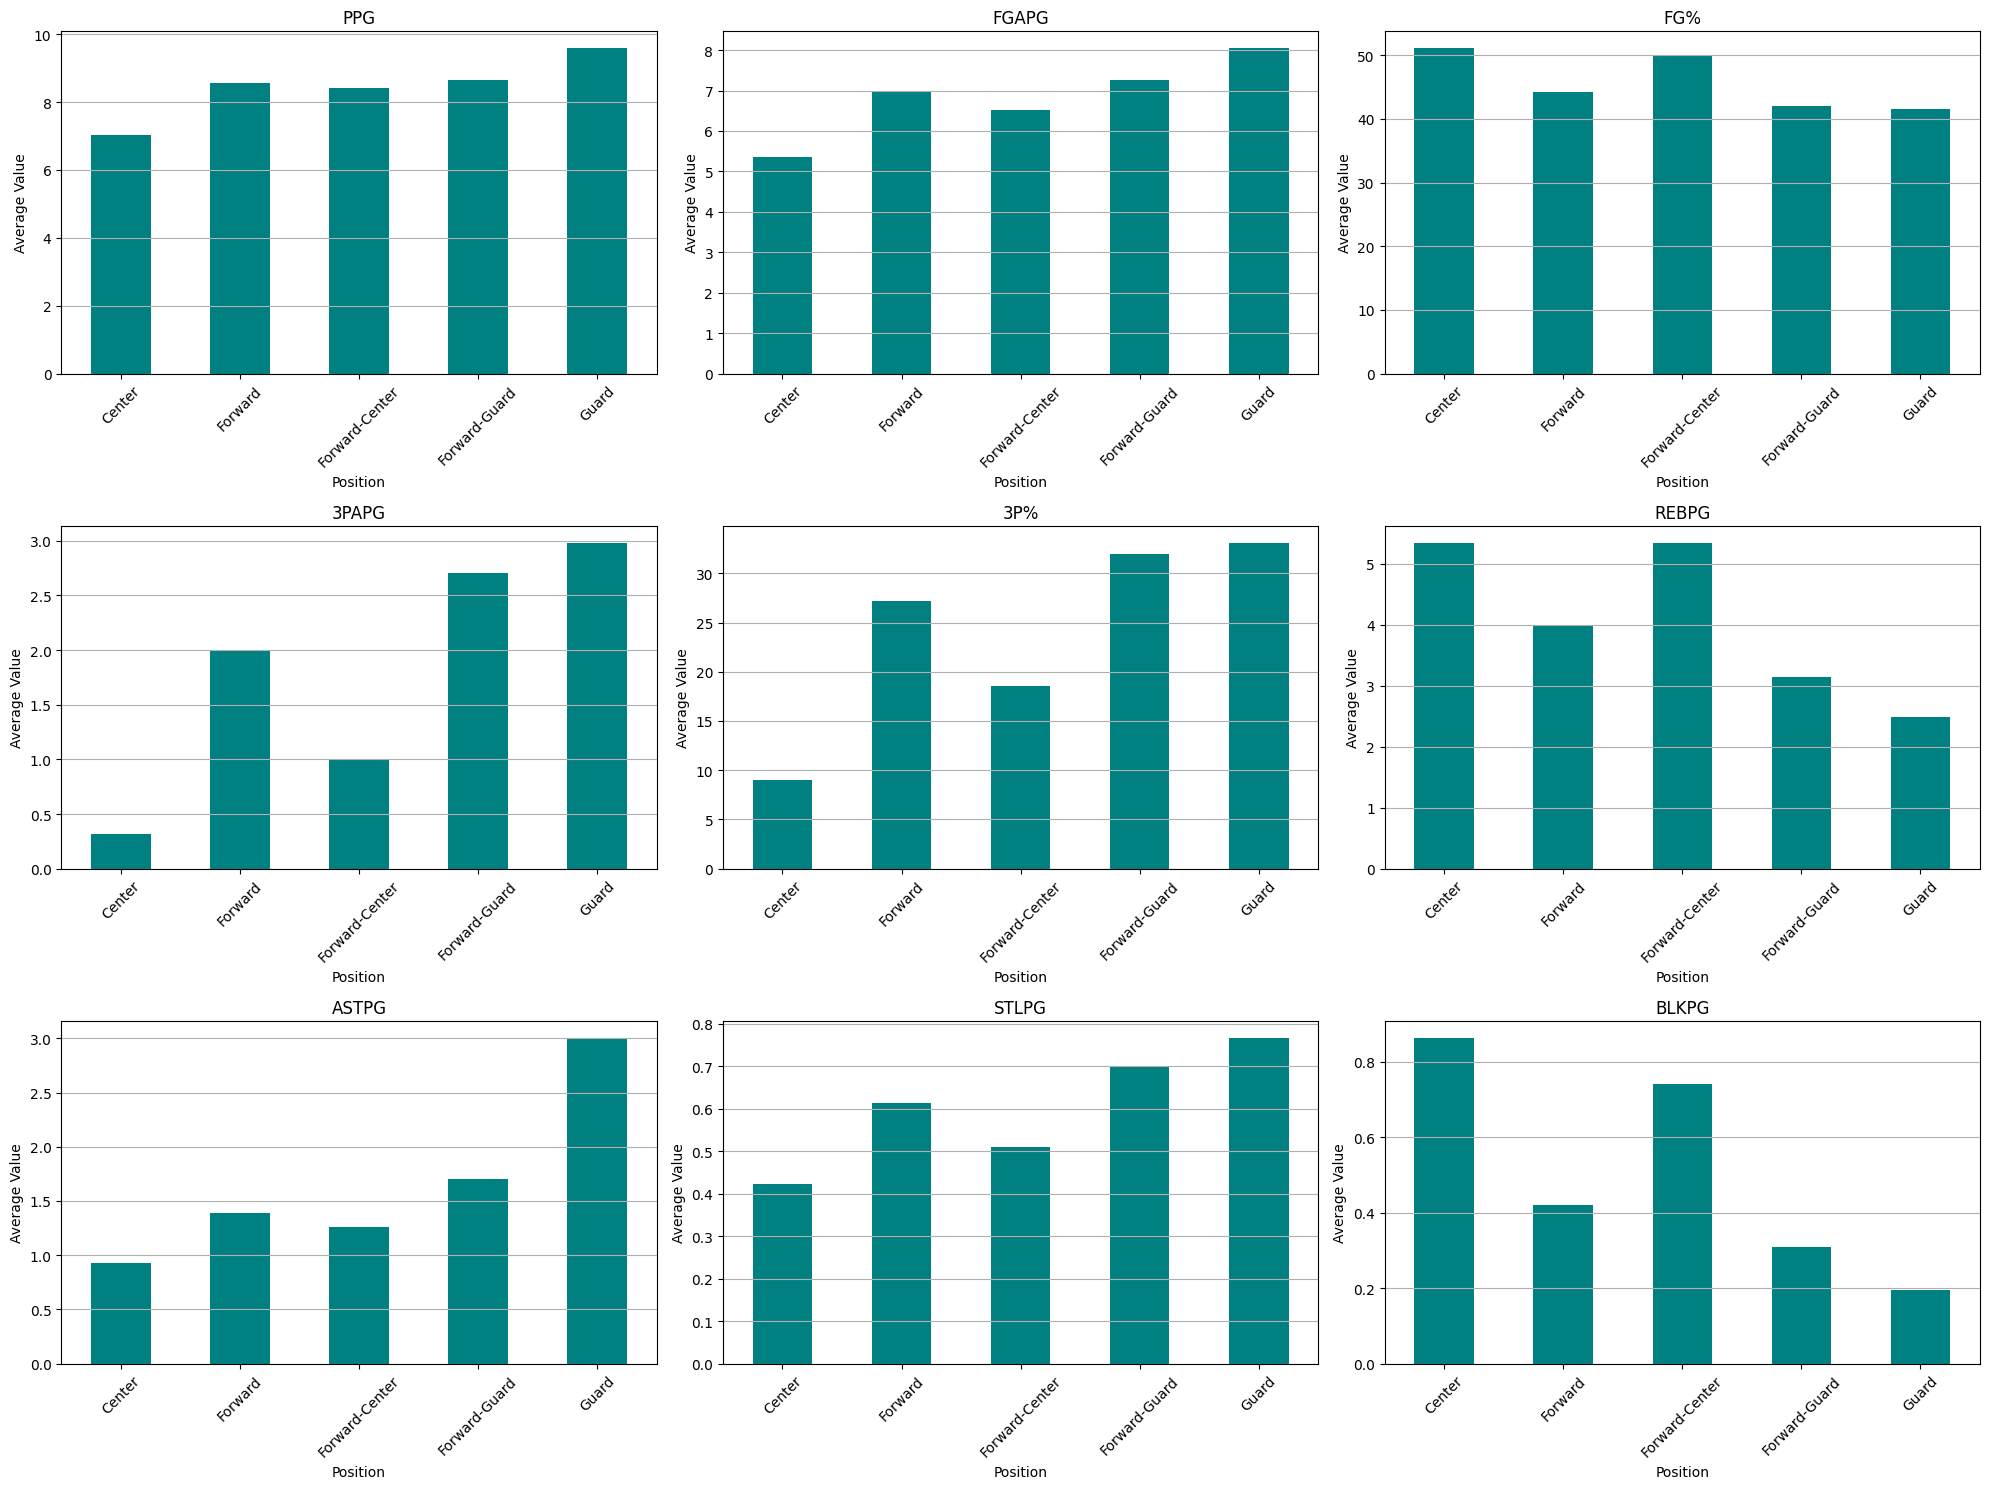 PPG
Average Value
10
8
6
4
2
0
Center
Forward
Forward-Center
Forward-Guard
Guard
Position
FGAPG
Average Value
8
7
6
5
4
3
2
1
0
Center
Forward
Forward-Center
Forward-Guard
Guard
Position
FG%
Average Value
50
40
30
20
10
0
Center
Forward
Forward-Center
Forward-Guard
Guard
Position
3PAPG
Average Value
3.0
2.5
2.0
1.5
1.0
0.5
0.0
Center
Forward
Forward-Center
Forward-Guard
Guard
Position
3P%
Average Value
30
25
20
15
10
5
0
Center
Forward
Forward-Center
Forward-Guard
Guard
Position
REBPG
Average Value
5
4
3
2
1
0
Center
Forward
Forward-Center
Forward-Guard
Guard
Position
ASTPG
Average Value
3.0
2.5
2.0
1.5
1.0
0.5
0.0
Center
Forward
Forward-Center
Forward-Guard
Guard
Position
STLPG
Average Value
0.8
0.7
0.6
0.5
0.4
0.3
0.2
0.1
0.0
Center
Forward
Forward-Center
Forward-Guard
Guard
Position
BLKPG
Average Value
0.8
0.6
0.4
0.2
0.0
Center
Forward
Forward-Center
Forward-Guard
Guard
Position